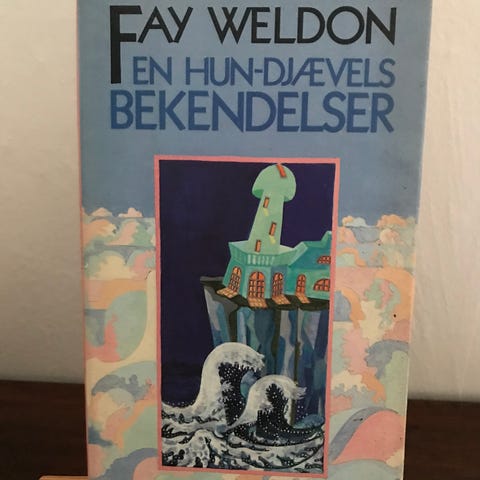 FAY WELDON
EN HUN-DJÆVELS
BEKENDELSER